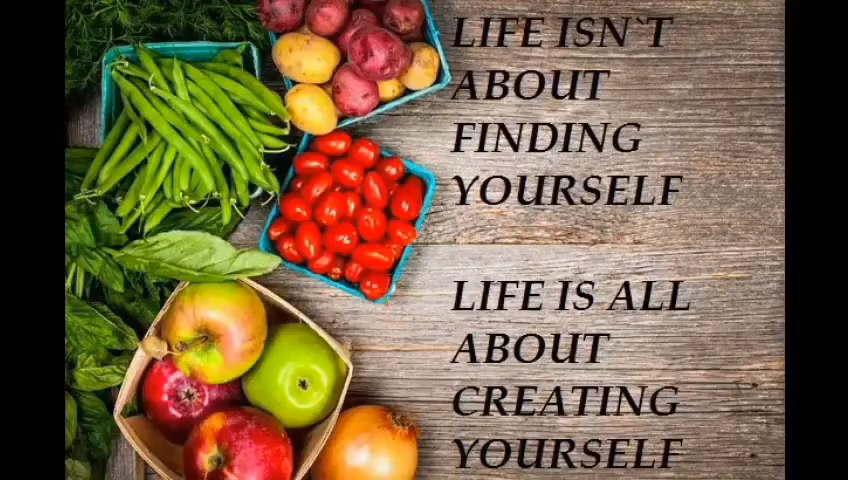 LIFE ISN`T
ABOUT
FINDING
YOURSELF
LIFE IS ALL
ABOUT
CREATING
YOURSELF